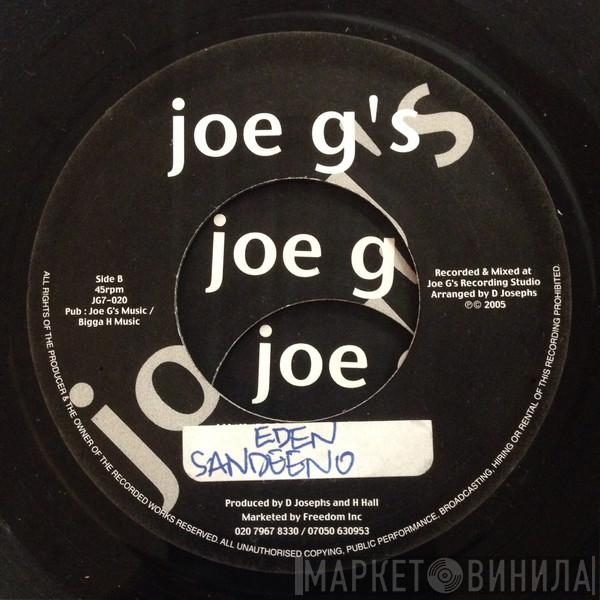 joe g's
joe g
joe
jo
's
Side B
45rpm
JG7-020
Pub : Joe G's Music /
Bigga H Music
Recorded & Mixed at
Joe G's Recording Studio
Arranged by D Josephs
℗© 2005
EDEN
SANDEENO
Produced by D Josephs and H Hall
Marketed by Freedom Inc
020 7967 8330 / 07050 630953
ALL RIGHTS OF THE PRODUCER & THE OWNER OF THE RECORDED WORKS RESERVED. ALL UNAUTHORISED COPYING, PUBLIC PERFORMANCE, BROADCASTING, HIRING OR RENTAL OF THIS RECORDING PROHIBITED.
МАРКЕТ ВИНИЛА